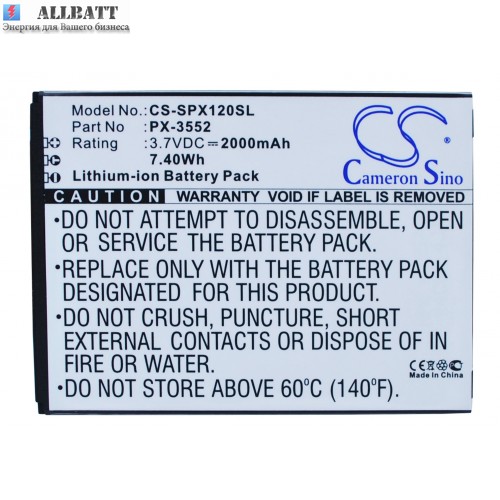 ALLBATT
Энергия для Вашего бизнеса
Model No : CS-SPX120SL
Part No : PX-3552
Rating : 3.7VDC 2000mAh
7.40Wh
Lithium-ion Battery Pack
CS
Cameron Sino
CAUTION: WARRANTY VOID IF LABEL IS REMOVED!
•DO NOT ATTEMPT TO DISASSEMBLE, OPEN
OR SERVICE THE BATTERY PACK.
•REPLACE ONLY WITH THE BATTERY PACK
DESIGNATED FOR THIS PRODUCT.
•DO NOT CRUSH, PUNCTURE, SHORT
EXTERNAL CONTACTS, OR DISPOSE OF IN
FIRE OR WATER.
•DO NOT STORE ABOVE 60°C (140°F)
Made in China